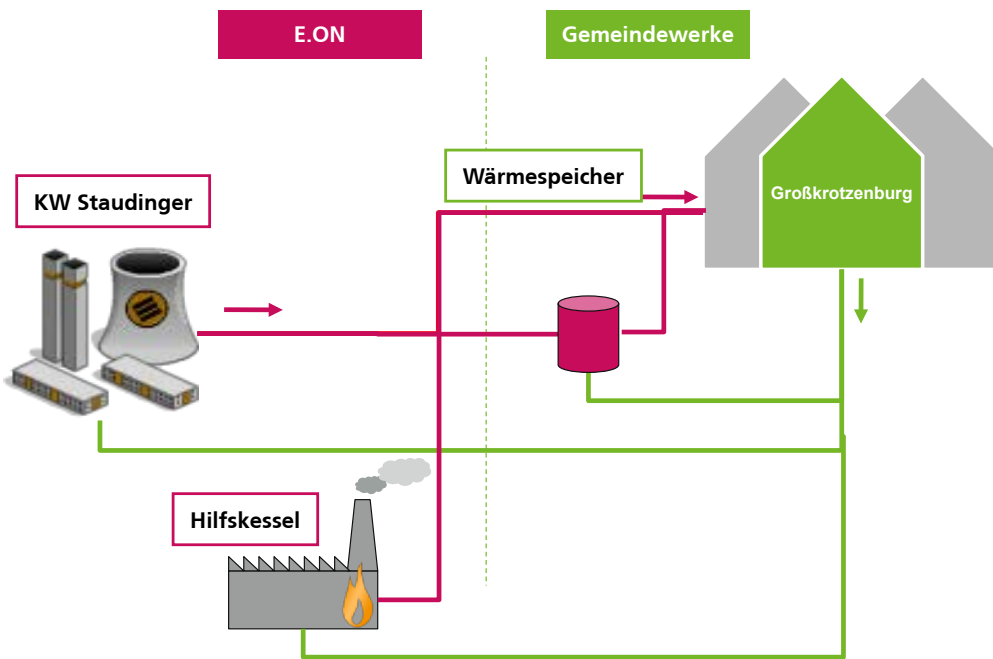 E.ON
Gemeindewerke
Wärmespeicher
KW Staudinger
Großkrotzenburg
Hilfskessel